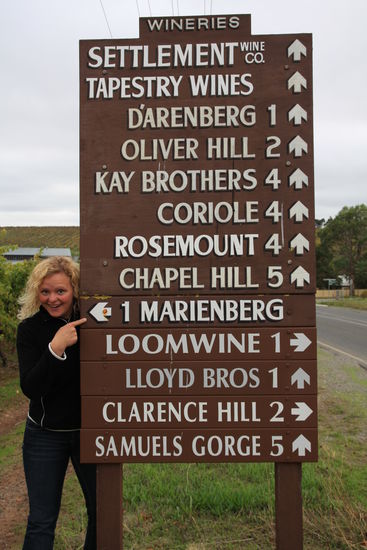 WINERIES
SETTLEMENT WINE CO.
TAPESTRY WINES
D'ARENBERG 1
OLIVER HILL 2
KAY BROTHERS 4
CORIOLE 4
ROSEMOUNT 4
CHAPEL HILL 5
1 MARIENBERG
LOOMWINE 1
LLOYD BROS 1
CLARENCE HILL 2
SAMUELS GORGE 5